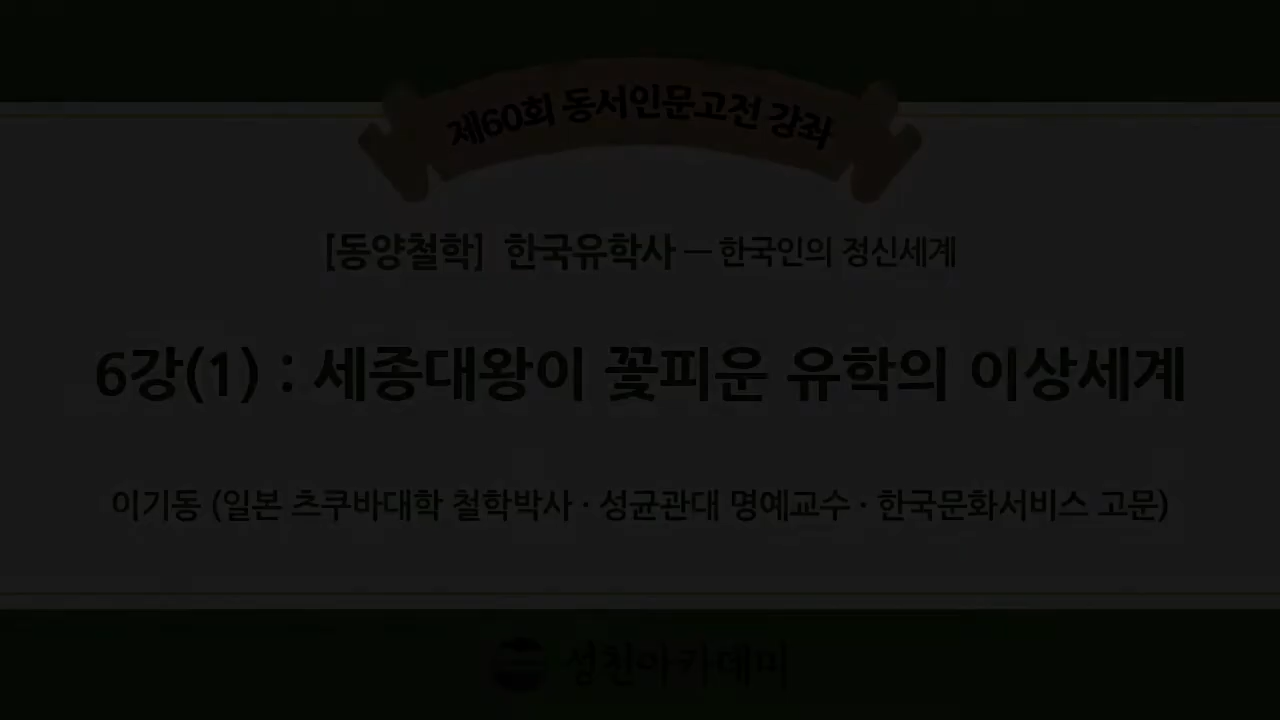 제60회 동서인문고전 강좌
[동양철학] 한국유학사 – 한국인의 정신세계
6강(1) : 세종대왕이 꽃피운 유학의 이상세계
이기동 (일본 츠쿠바대학 철학박사 · 성균관대 명예교수 · 한국문화서비스 고문)
성천아카데미